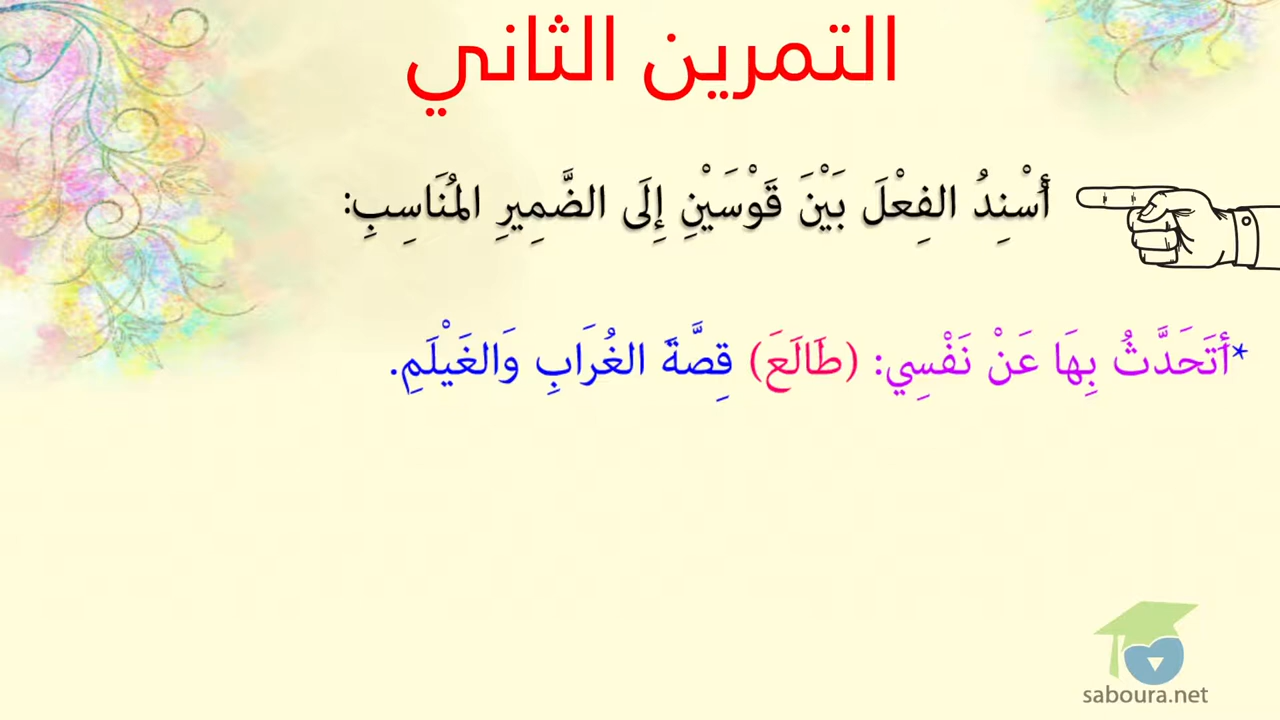 التمرين الثاني
أُسْنِدُ الفِعْلَ بَيْنَ قَوْسَيْنِ إِلَى الضَّمِيرِ المُنَاسِبِ:
*أَتَحَدَّثُ بِهَا عَنْ نَفْسِي: (طَالَعَ) قِصَّةَ الغُرَابِ وَالغَيْلَمِ.
saboura.net